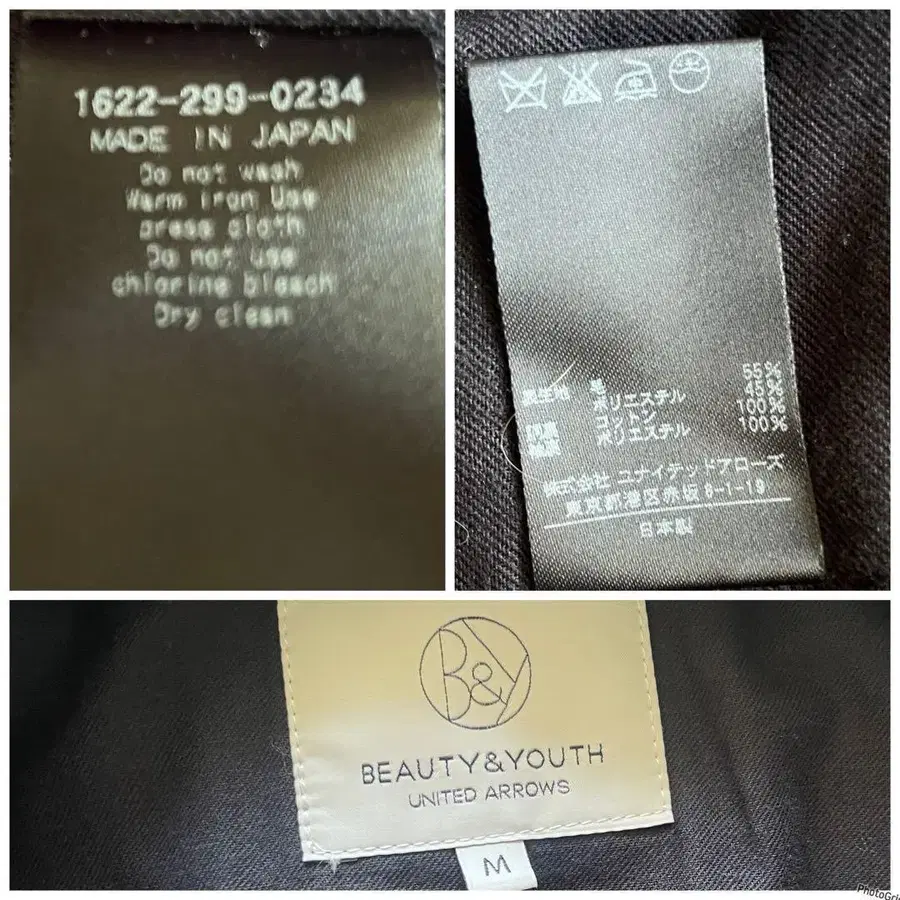 1622-299-0234
MADE IN JAPAN
Do not wash
Warm iron Use
press cloth
Do not use
chlorine bleach
Dry clean
表生地 毛 55%
ポリエステル 45%
コットン 100%
ポリエステル 100%
株式会社 ユナイテッドアローズ
東京都港区赤坂8-1-19
日本製
B&Y
BEAUTY&YOUTH
UNITED ARROWS
M